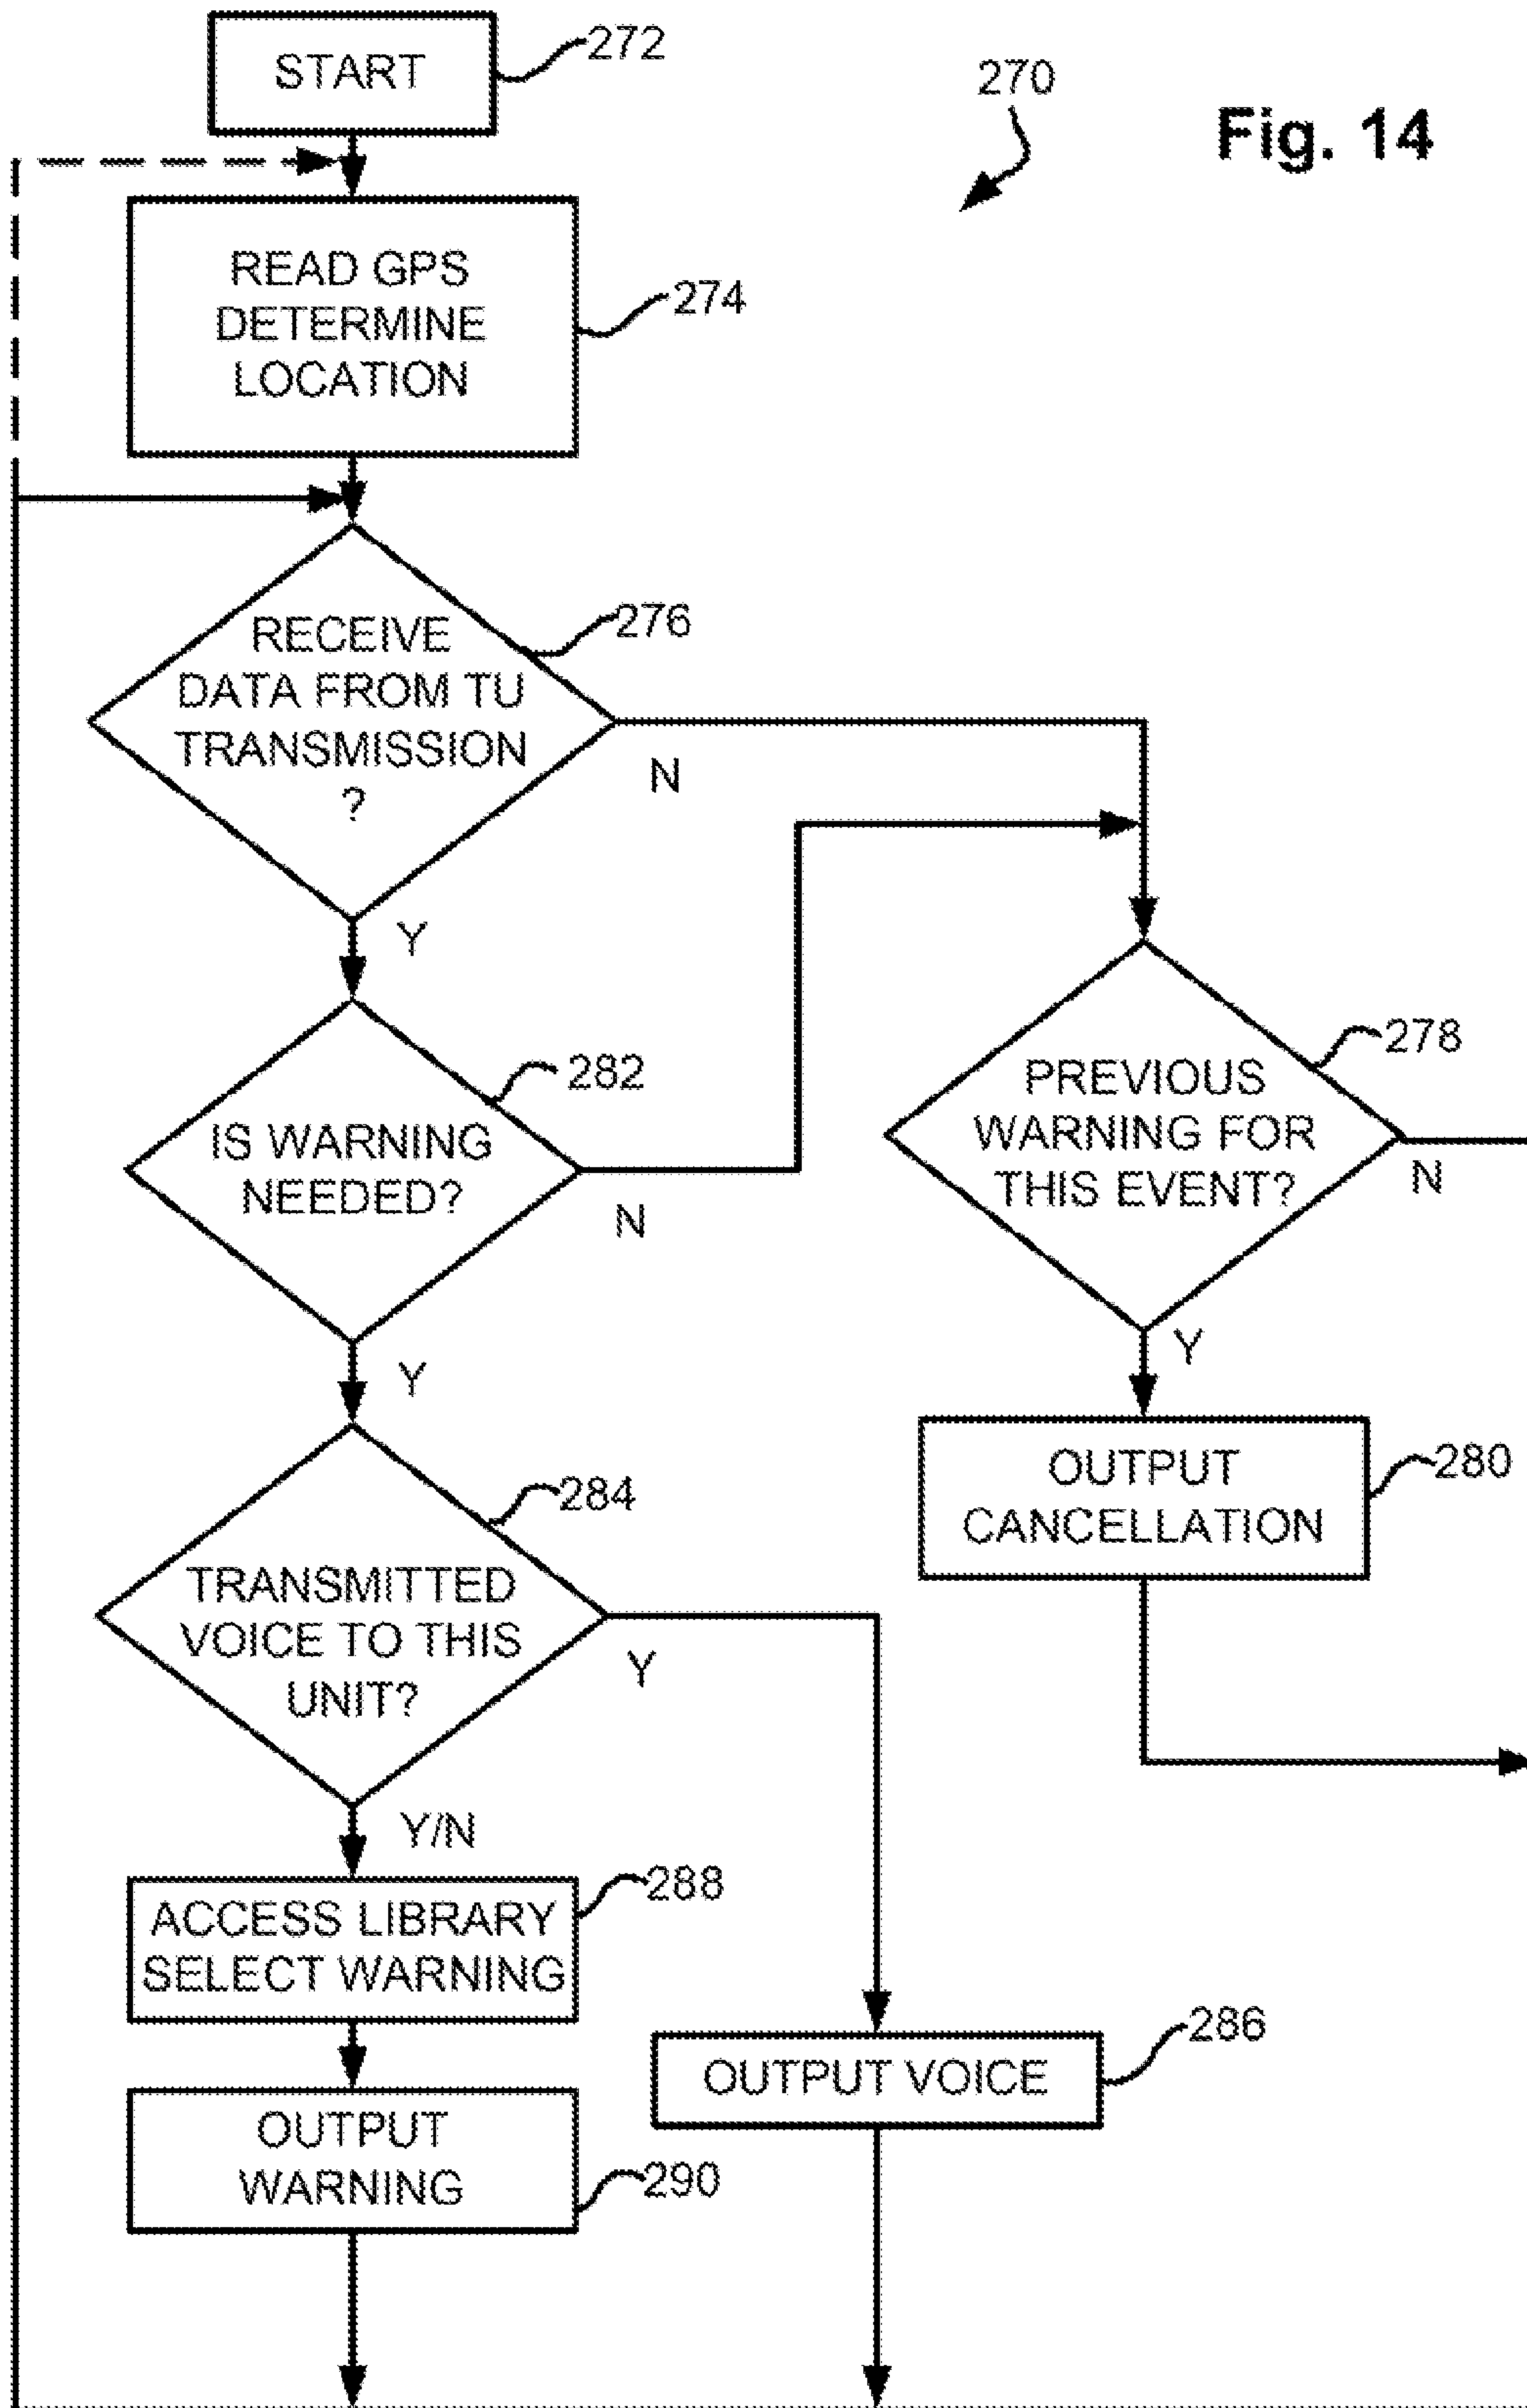 START
272
270
Fig. 14
READ GPS
DETERMINE
LOCATION
274
RECEIVE
DATA FROM TU
TRANSMISSION
?
276
N
Y
IS WARNING
NEEDED?
282
N
Y
PREVIOUS
WARNING FOR
THIS EVENT?
278
N
Y
OUTPUT
CANCELLATION
280
TRANSMITTED
VOICE TO THIS
UNIT?
284
Y
Y/N
ACCESS LIBRARY
SELECT WARNING
288
OUTPUT VOICE
286
OUTPUT
WARNING
290